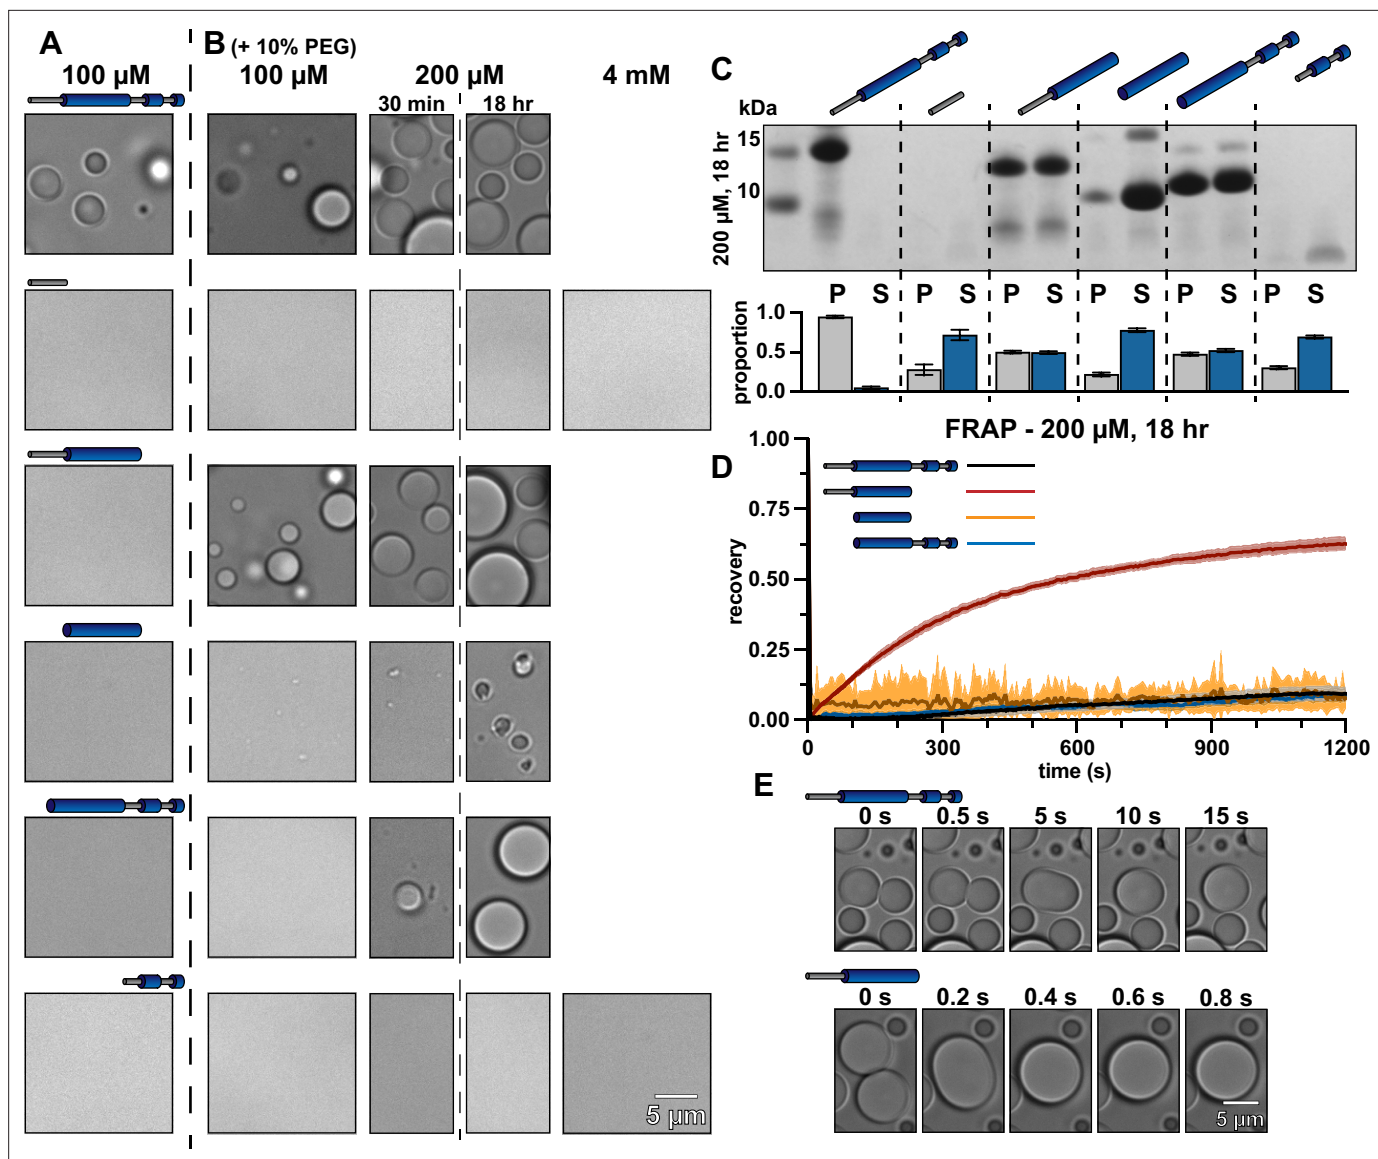 A
100 µM
B (+ 10% PEG)
100 µM
200 µM
4 mM
30 min
18 hr
5 µm
C
kDa
15
10
200 µM, 18 hr
P S P S P S P S P S P S
proportion
1.0
0.5
0.0
FRAP - 200 µM, 18 hr
D
recovery
1.00
0.75
0.50
0.25
0.00
0 300 600 900 1200
time (s)
E
0 s 0.5 s 5 s 10 s 15 s
0 s 0.2 s 0.4 s 0.6 s 0.8 s
5 µm